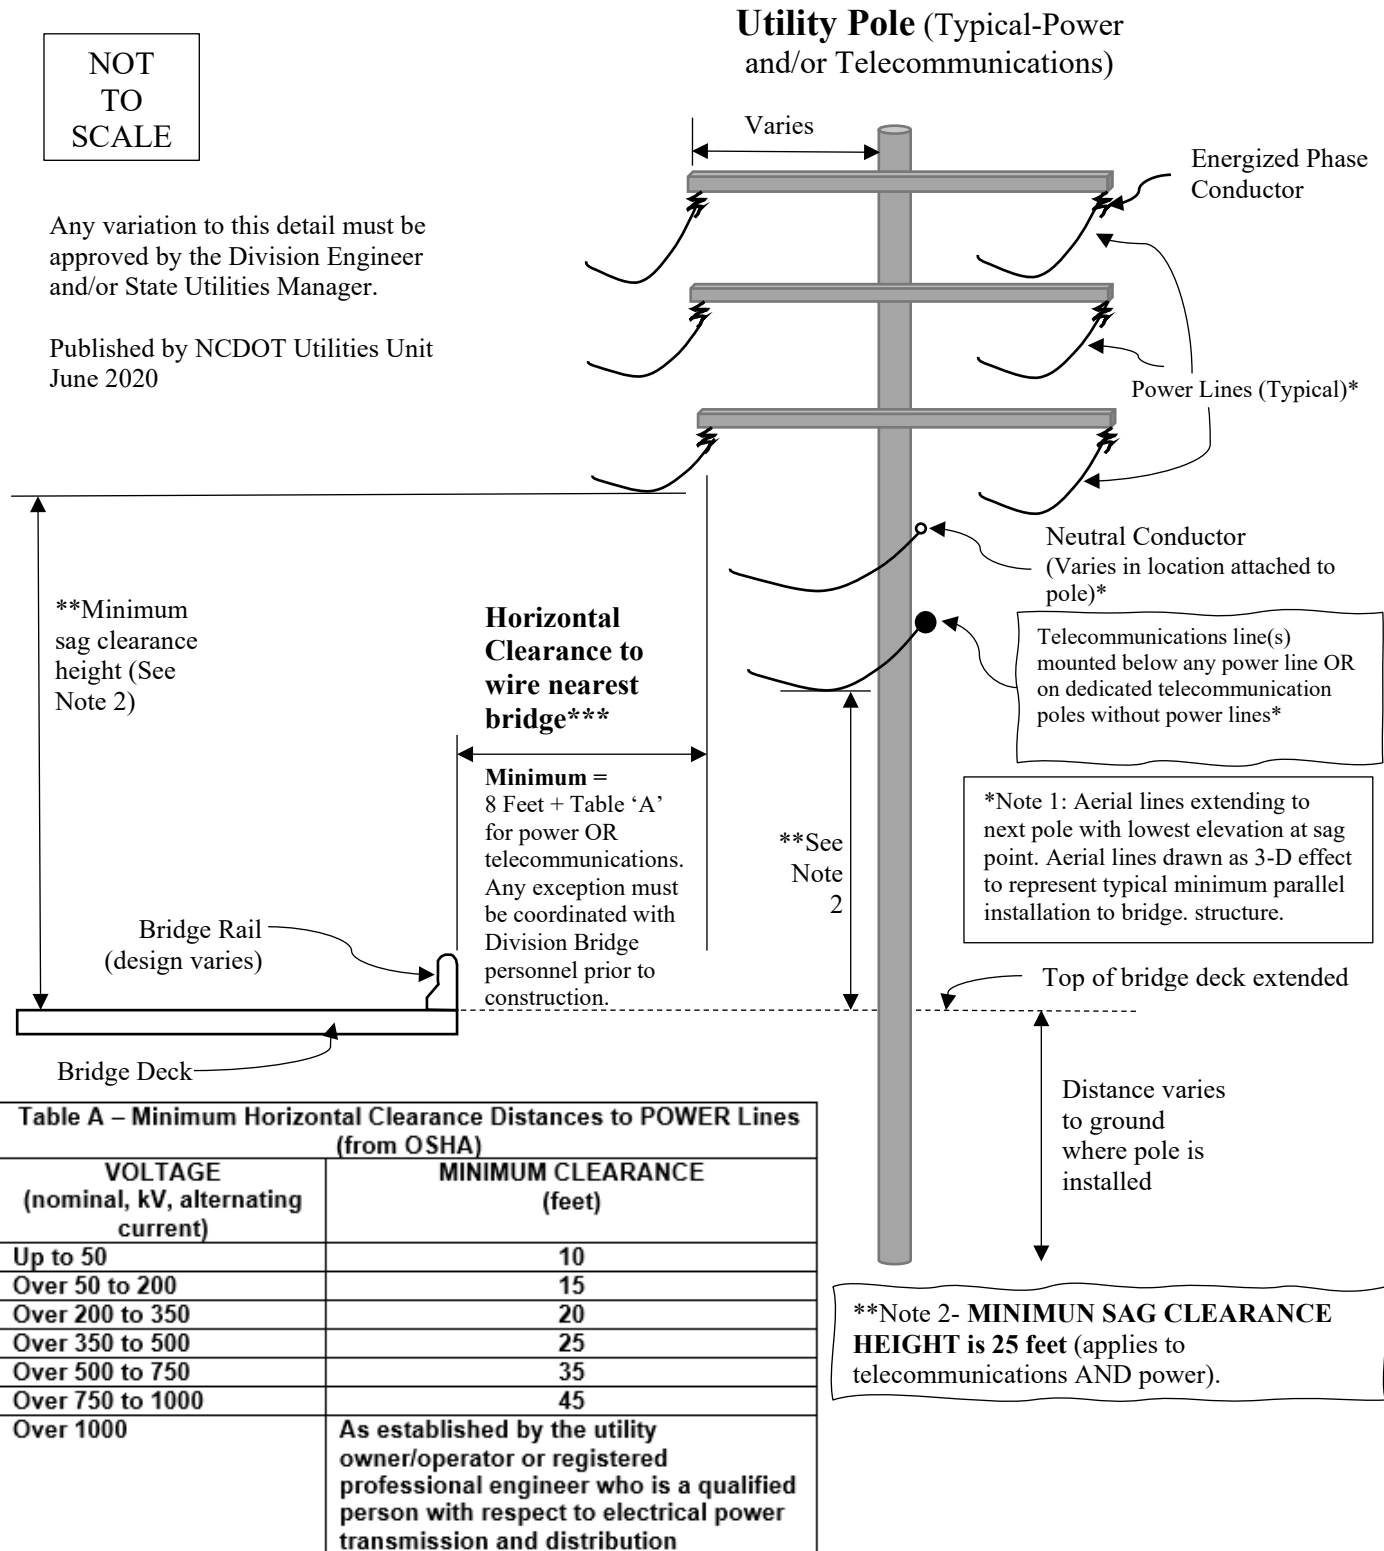 Utility Pole (Typical-Power
and/or Telecommunications)
NOT
TO
SCALE
Varies
Energized Phase
Conductor
Any variation to this detail must be
approved by the Division Engineer
and/or State Utilities Manager.
Published by NCDOT Utilities Unit
June 2020
Power Lines (Typical)*
Neutral Conductor
(Varies in location attached to
pole)*
**Minimum
sag clearance
height (See
Note 2)
Horizontal
Clearance to
wire nearest
bridge***
Telecommunications line(s)
mounted below any power line OR
on dedicated telecommunication
poles without power lines*
Minimum =
8 Feet + Table ‘A’
for power OR
telecommunications.
Any exception must
be coordinated with
Division Bridge
personnel prior to
construction.
**See
Note
2
*Note 1: Aerial lines extending to
next pole with lowest elevation at sag
point. Aerial lines drawn as 3-D effect
to represent typical minimum parallel
installation to bridge. structure.
Bridge Rail
(design varies)
Top of bridge deck extended
Bridge Deck
Distance varies
to ground
where pole is
installed
Table A – Minimum Horizontal Clearance Distances to POWER Lines
(from OSHA)
VOLTAGE
(nominal, kV, alternating
current)
MINIMUM CLEARANCE
(feet)
Up to 50 10
Over 50 to 200 15
Over 200 to 350 20
Over 350 to 500 25
Over 500 to 750 35
Over 750 to 1000 45
Over 1000 As established by the utility
owner/operator or registered
professional engineer who is a qualified
person with respect to electrical power
transmission and distribution
**Note 2- MINIMUN SAG CLEARANCE
HEIGHT is 25 feet (applies to
telecommunications AND power).